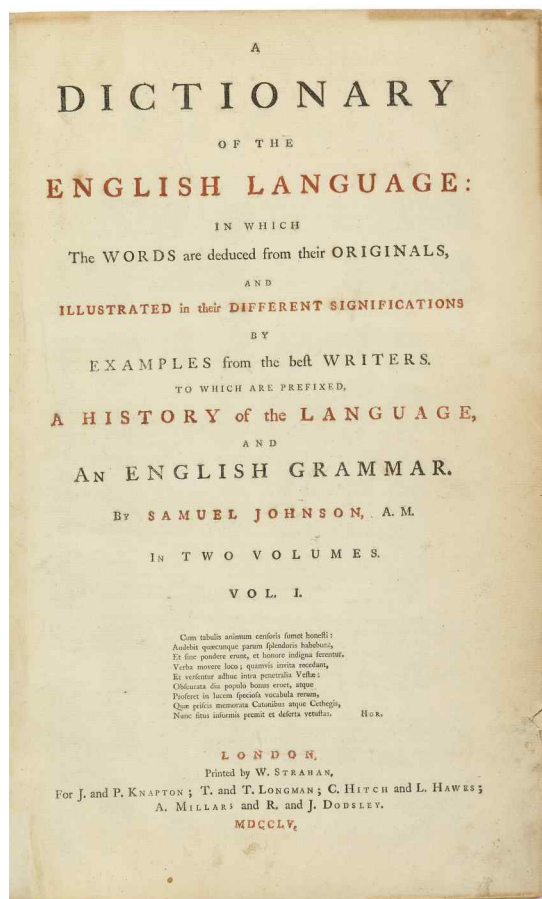 A
DICTIONARY
OF THE
ENGLISH LANGUAGE:
IN WHICH
The WORDS are deduced from their ORIGINALS,
AND
ILLUSTRATED in their DIFFERENT SIGNIFICATIONS
BY
EXAMPLES from the beſt WRITERS.
TO WHICH ARE PREFIXED,
A HISTORY of the LANGUAGE,
AND
AN ENGLISH GRAMMAR.
BY SAMUEL JOHNSON, A. M.
IN TWO VOLUMES.
VOL. I.
Cum tabulis animum cenſoris ſumet honeſti:
Audebit quæcunque parum ſplendoris habebunt,
Et ſine pondere erunt, et honore indigna ferentur.
Verba movere loco; quamvis invita recedant,
Et verſentur adhuc intra penetralia Veſtæ:
Obſcurata diu populo bonus eruet, atque
Proferet in lucem ſpecioſa vocabula rerum,
Quæ priſcis memorata Catonibus atque Cethegis,
Nunc ſitus informis premit et deſerta vetuſtas. HOR.
LONDON,
Printed by W. STRAHAN,
For J. and P. KNAPTON; T. and T. LONGMAN; C. HITCH and L. HAWES;
A. MILLAR; and R. and J. DODSLEY.
MDCCLV.